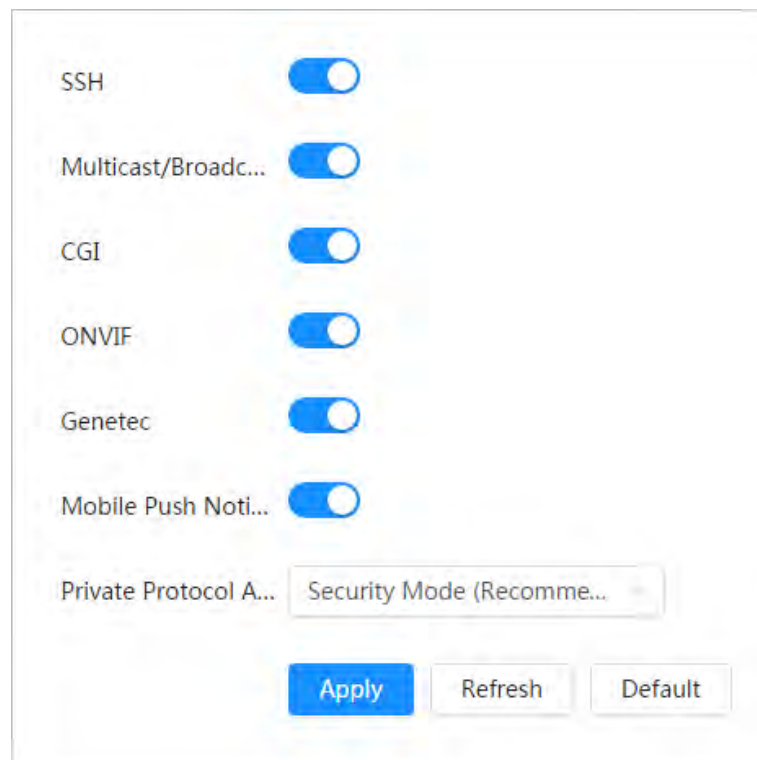 SSH
Multicast/Broadc...
CGI
ONVIF
Genetec
Mobile Push Noti...
Private Protocol A... Security Mode (Recomme...
Apply Refresh Default